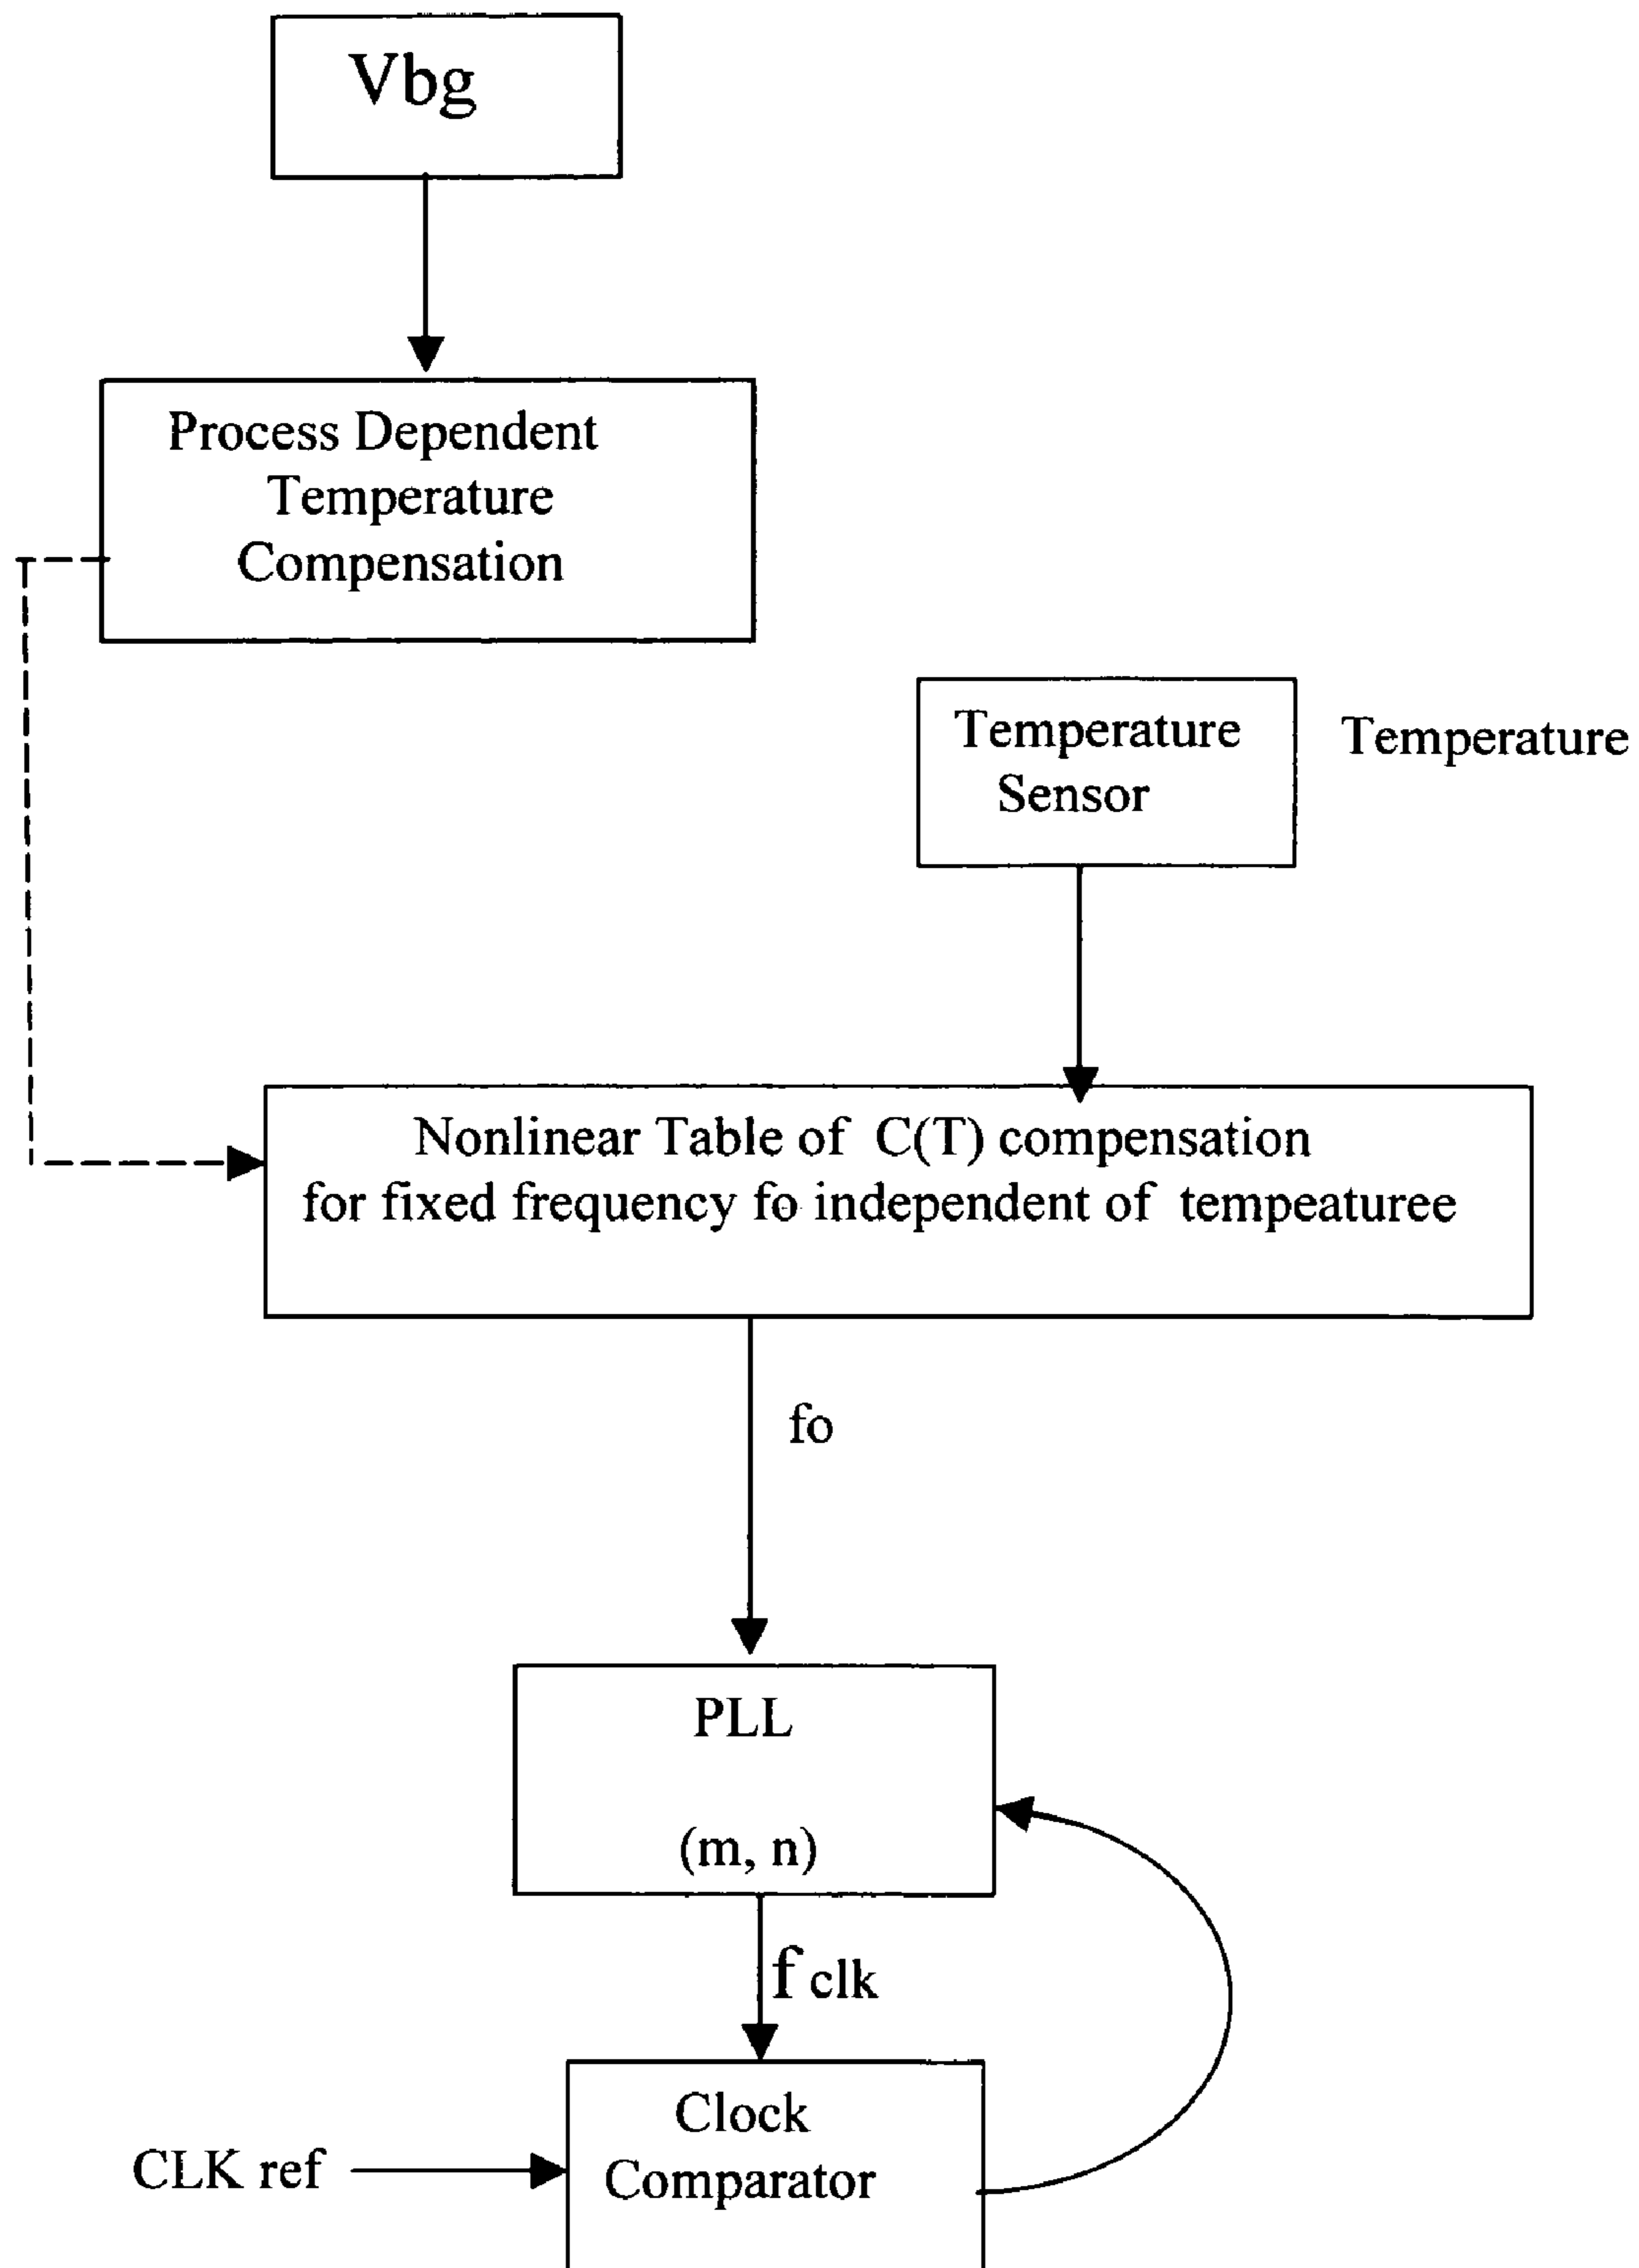 Vbg
Process Dependent
Temperature
Compensation
Temperature
Sensor
Temperature
Nonlinear Table of C(T) compensation
for fixed frequency fo independent of tempeaturee
fo
PLL
(m, n)
f clk
Clock
Comparator
CLK ref